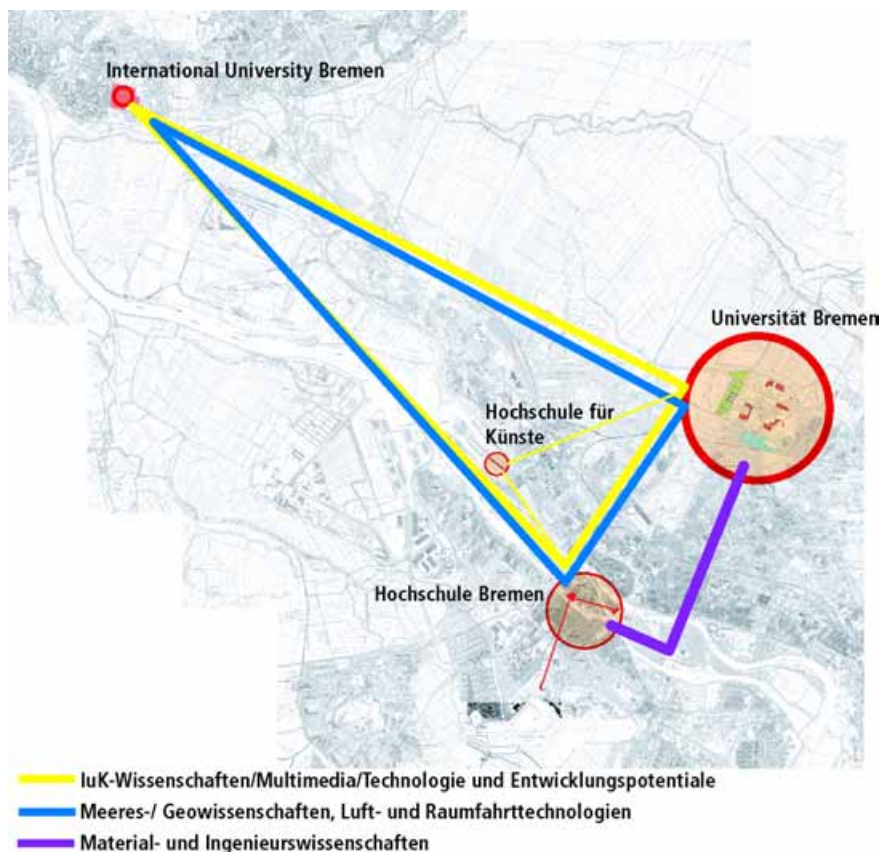 International University Bremen
Universität Bremen
Hochschule für
Künste
Hochschule Bremen
IuK-Wissenschaften/Multimedia/Technologie und Entwicklungspotentiale
Meeres-/ Geowissenschaften, Luft- und Raumfahrttechnologien
Material- und Ingenieurswissenschaften